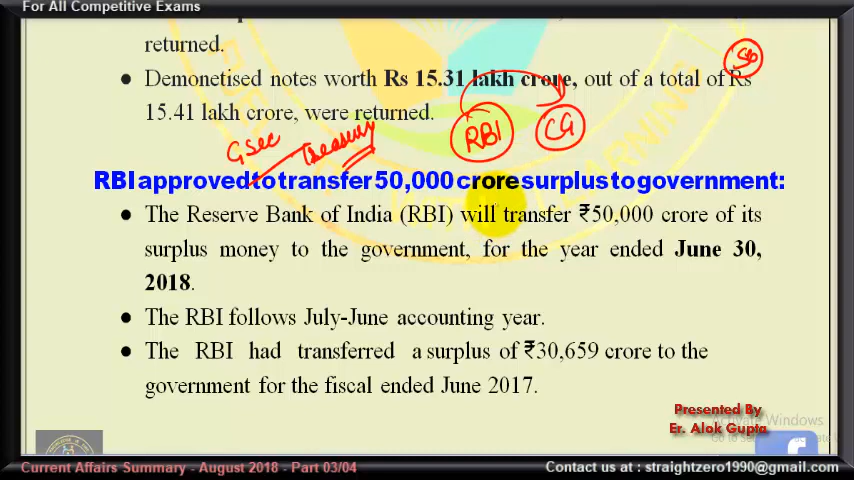 For All Competitive Exams
returned.
● Demonetised notes worth Rs 15.31 lakh crore, out of a total of Rs
15.41 lakh crore, were returned.
RBI
CG
G Sec
Treasury
RBI approved to transfer 50,000 crore surplus to government:
● The Reserve Bank of India (RBI) will transfer ₹50,000 crore of its
surplus money to the government, for the year ended June 30,
2018.
● The RBI follows July-June accounting year.
● The RBI had transferred a surplus of ₹30,659 crore to the
government for the fiscal ended June 2017.
Presented By
Er. Alok Gupta
Activate Windows
Current Affairs Summary - August 2018 - Part 03/04
Contact us at : straightzero1990@gmail.com